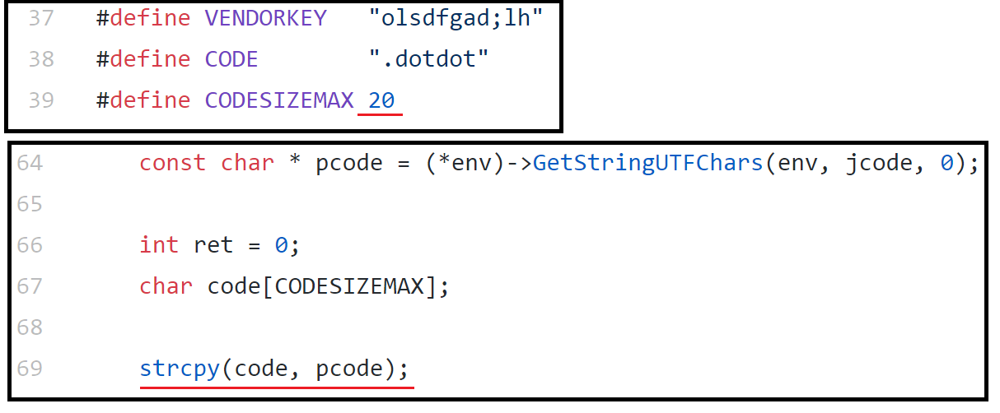 37 #define VENDORKEY "olsdfgad;lh"
38 #define CODE ".dotdot"
39 #define CODESIZEMAX 20
64 const char * pcode = (*env)->GetStringUTFChars(env, jcode, 0);
65
66 int ret = 0;
67 char code[CODESIZEMAX];
68
69 strcpy(code, pcode);